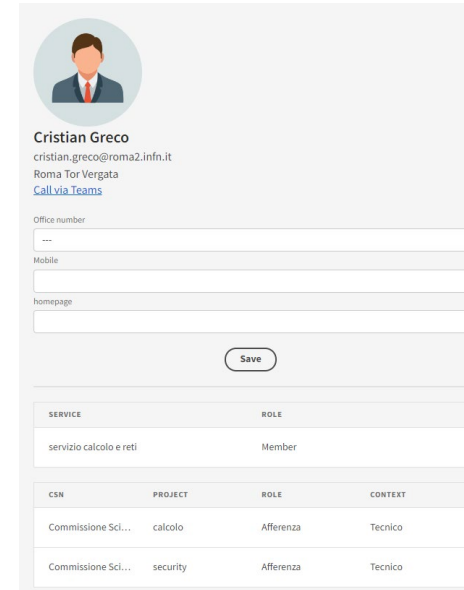 Cristian Greco
cristian.greco@roma2.infn.it
Roma Tor Vergata
Call via Teams
Office number
---
Mobile
homepage
Save
SERVICE ROLE
servizio calcolo e reti Member
CSN PROJECT ROLE CONTEXT
Commissione Sci... calcolo Afferenza Tecnico
Commissione Sci... security Afferenza Tecnico